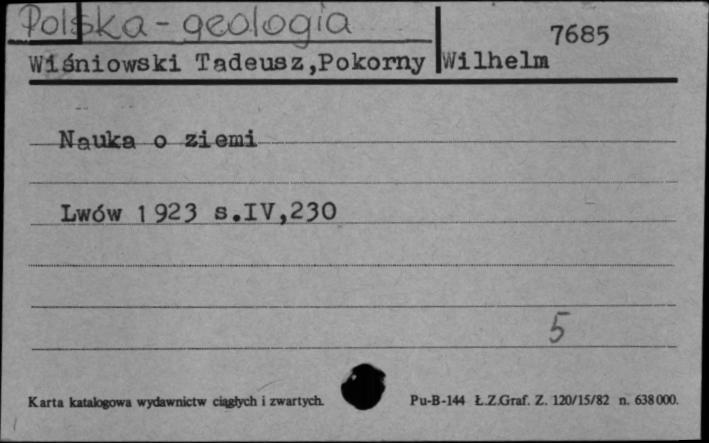 Polska - geologia
7685
Wiśniowski Tadeusz,Pokorny Wilhelm
Nauka o ziemi
Lwów 1923 s.IV,230
5
Karta katalogowa wydawnictw ciągłych i zwartych. Pu-B-144 Ł.Z.Graf. Z. 120/15/82 n. 638000.